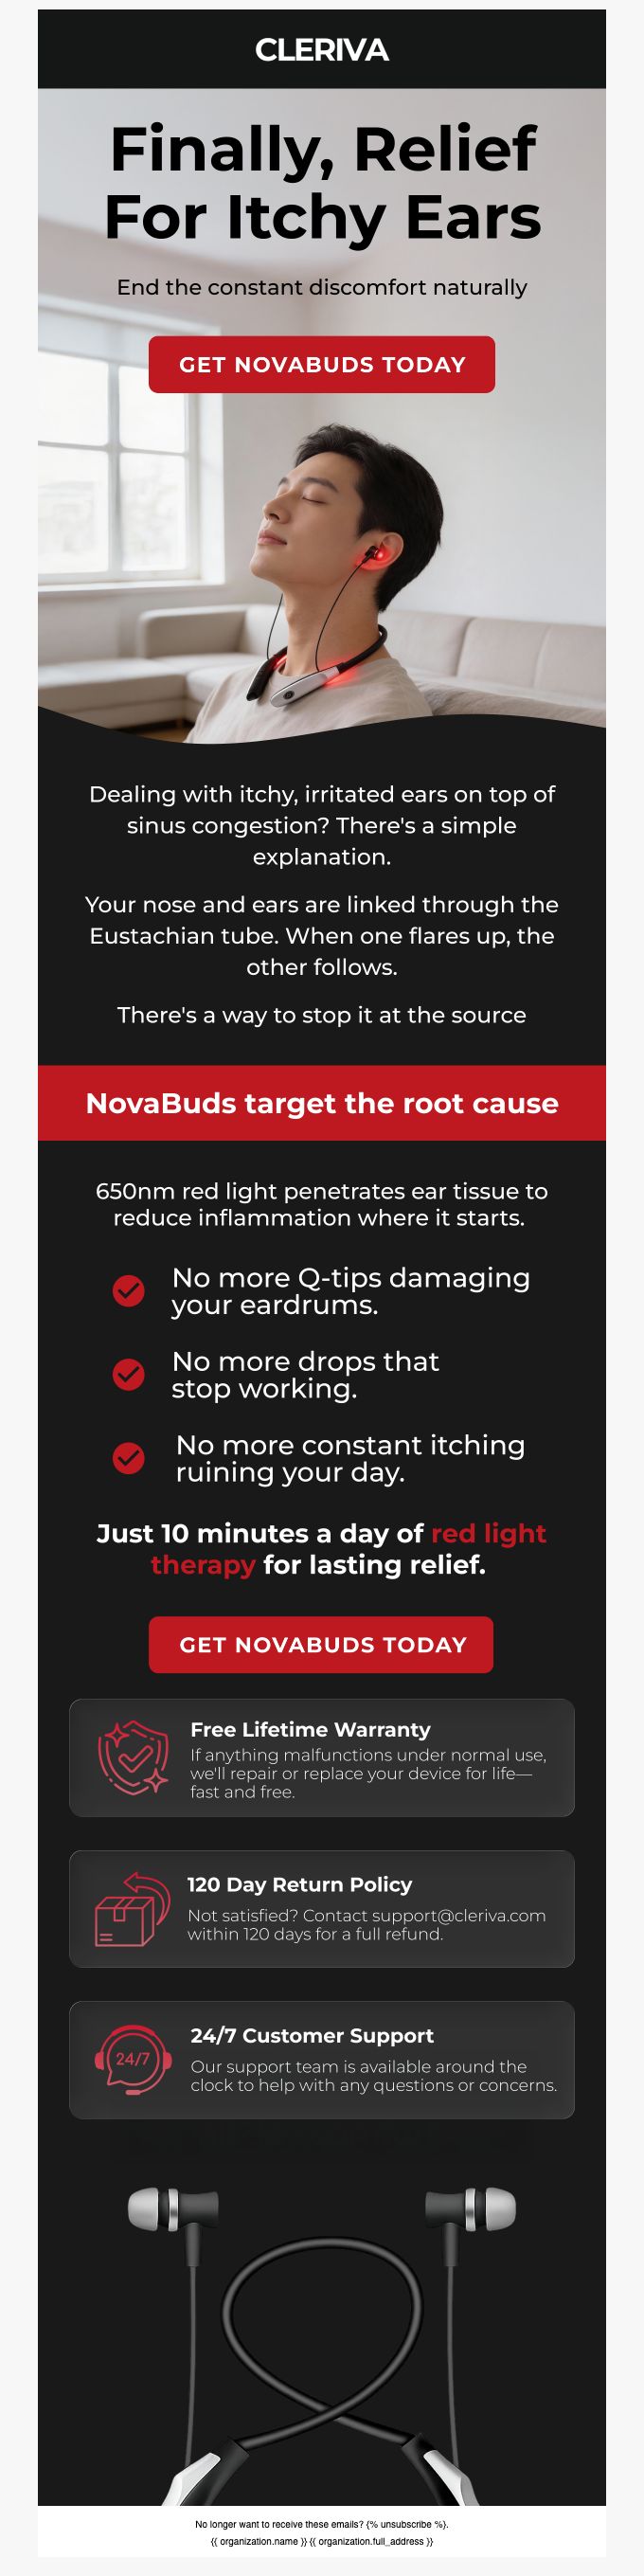 CLERIVA
Finally, Relief
For Itchy Ears
End the constant discomfort naturally
GET NOVABUDS TODAY
Dealing with itchy, irritated ears on top of
sinus congestion? There's a simple
explanation.
Your nose and ears are linked through the
Eustachian tube. When one flares up, the
other follows.
There's a way to stop it at the source
NovaBuds target the root cause
650nm red light penetrates ear tissue to
reduce inflammation where it starts.
No more Q-tips damaging
your eardrums.
No more drops that
stop working.
No more constant itching
ruining your day.
Just 10 minutes a day of red light
therapy for lasting relief.
GET NOVABUDS TODAY
Free Lifetime Warranty
If anything malfunctions under normal use,
we'll repair or replace your device for life—
fast and free.
120 Day Return Policy
Not satisfied? Contact support@cleriva.com
within 120 days for a full refund.
24/7
24/7 Customer Support
Our support team is available around the
clock to help with any questions or concerns.
No longer want to receive these emails? {% unsubscribe %}.
{{ organization.name }} {{ organization.full_address }}